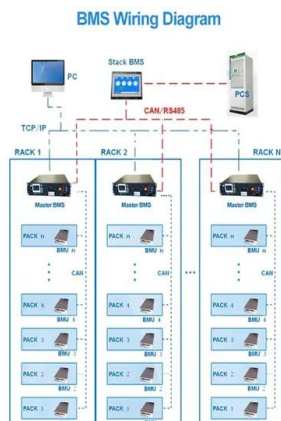 BMS Wiring Diagram
PC
Stack BMS
PCS
CAN/RS485
TCP/IP
RACK 1
RACK 2
RACK N
Master BMS
Master BMS
Master BMS
PACK n
BMU n
PACK n
BMU n
PACK n
BMU n
CAN
CAN
CAN
PACK 4
BMU 4
PACK 4
BMU 4
PACK 4
BMU 4
PACK 3
BMU 3
PACK 3
BMU 3
PACK 3
BMU 3
PACK 2
BMU 2
PACK 2
BMU 2
PACK 2
BMU 2
PACK 1
PACK 1
PACK 1